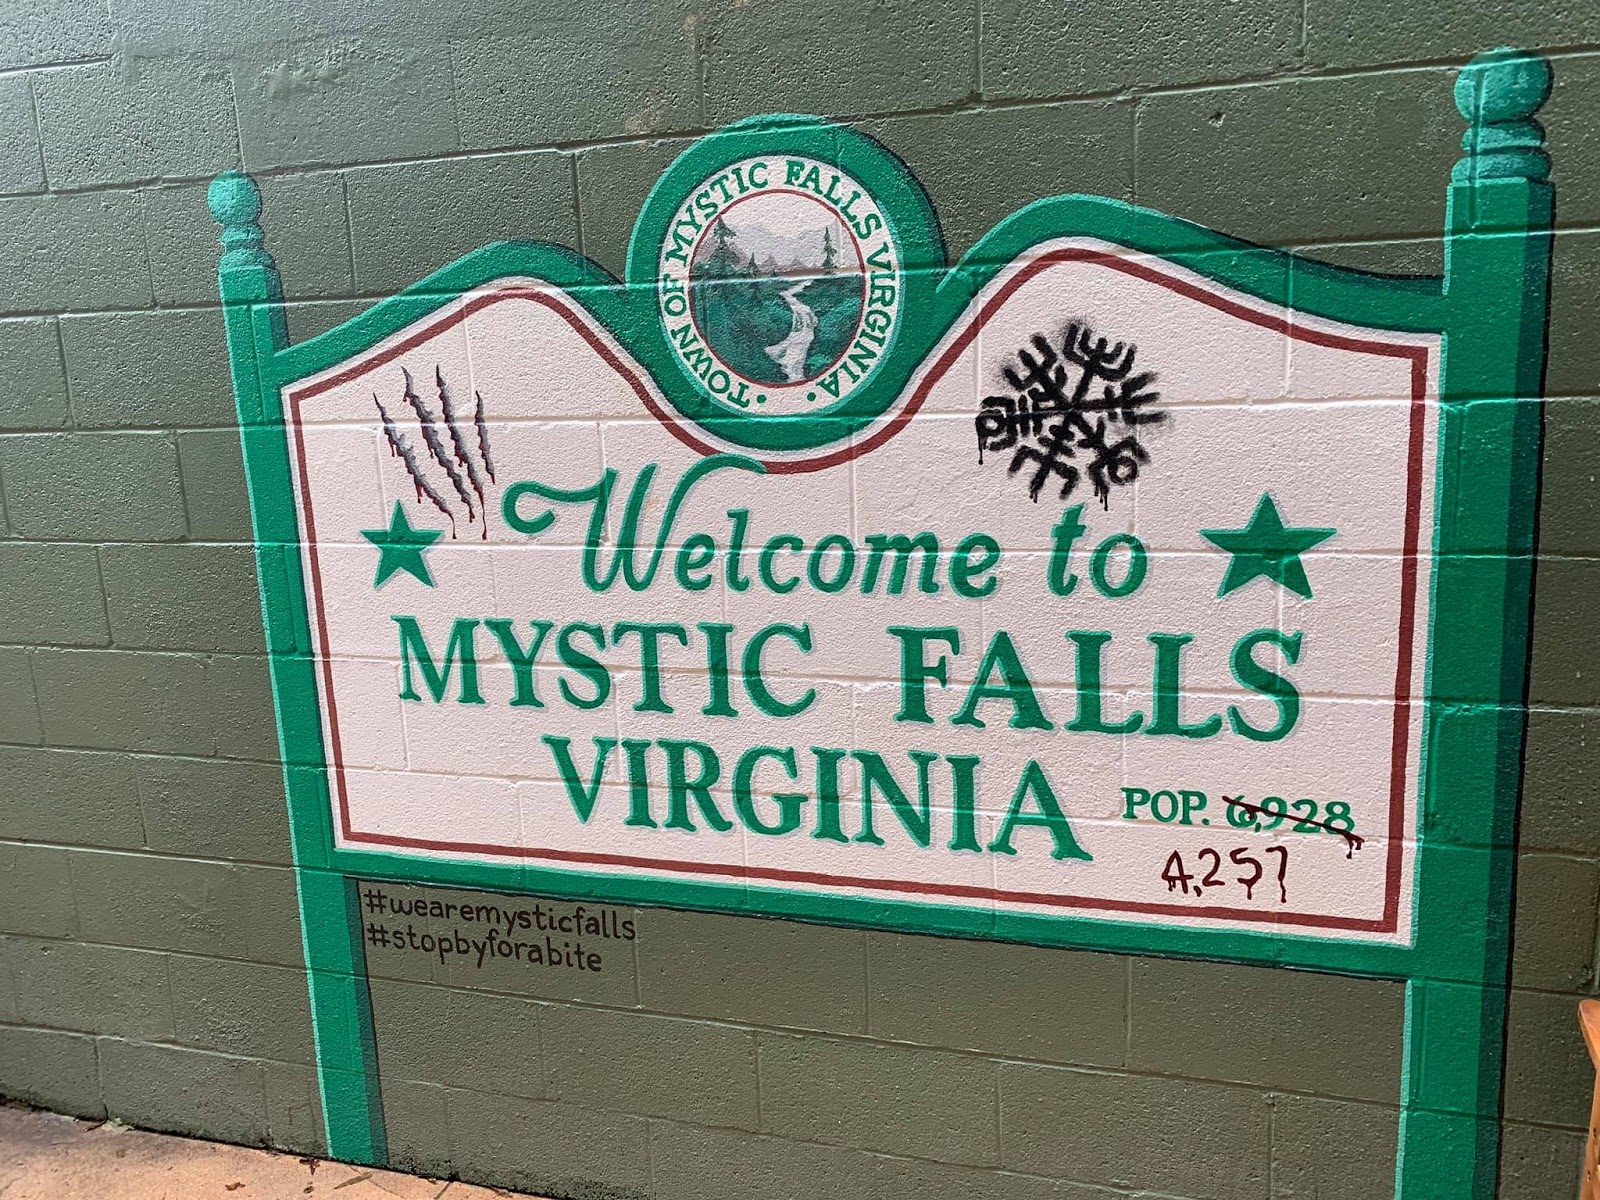 • TOWN OF MYSTIC FALLS VIRGINIA •
Welcome to
MYSTIC FALLS
VIRGINIA
POP. 6,928
4,257
#wearemysticfalls
#stopbyforabite